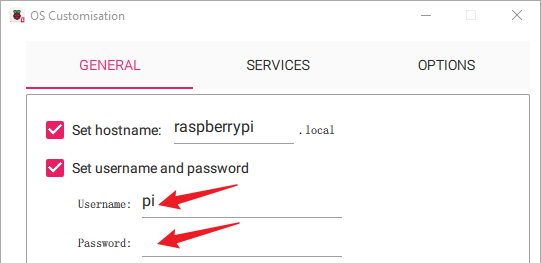 OS Customisation
GENERAL SERVICES OPTIONS
Set hostname: raspberrypi .local
Set username and password
Username: pi
Password: